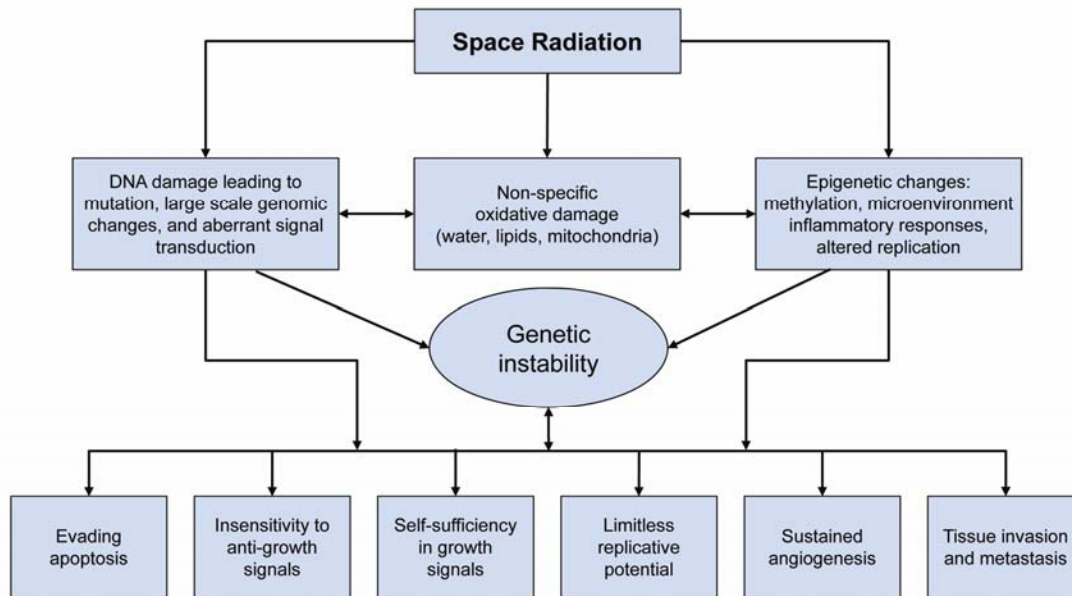 Space Radiation
DNA damage leading to
mutation, large scale genomic
changes, and aberrant signal
transduction
Non-specific
oxidative damage
(water, lipids, mitochondria)
Epigenetic changes:
methylation, microenvironment
inflammatory responses,
altered replication
Genetic
instability
Evading
apoptosis
Insensitivity to
anti-growth
signals
Self-sufficiency
in growth
signals
Limitless
replicative
potential
Sustained
angiogenesis
Tissue invasion
and metastasis